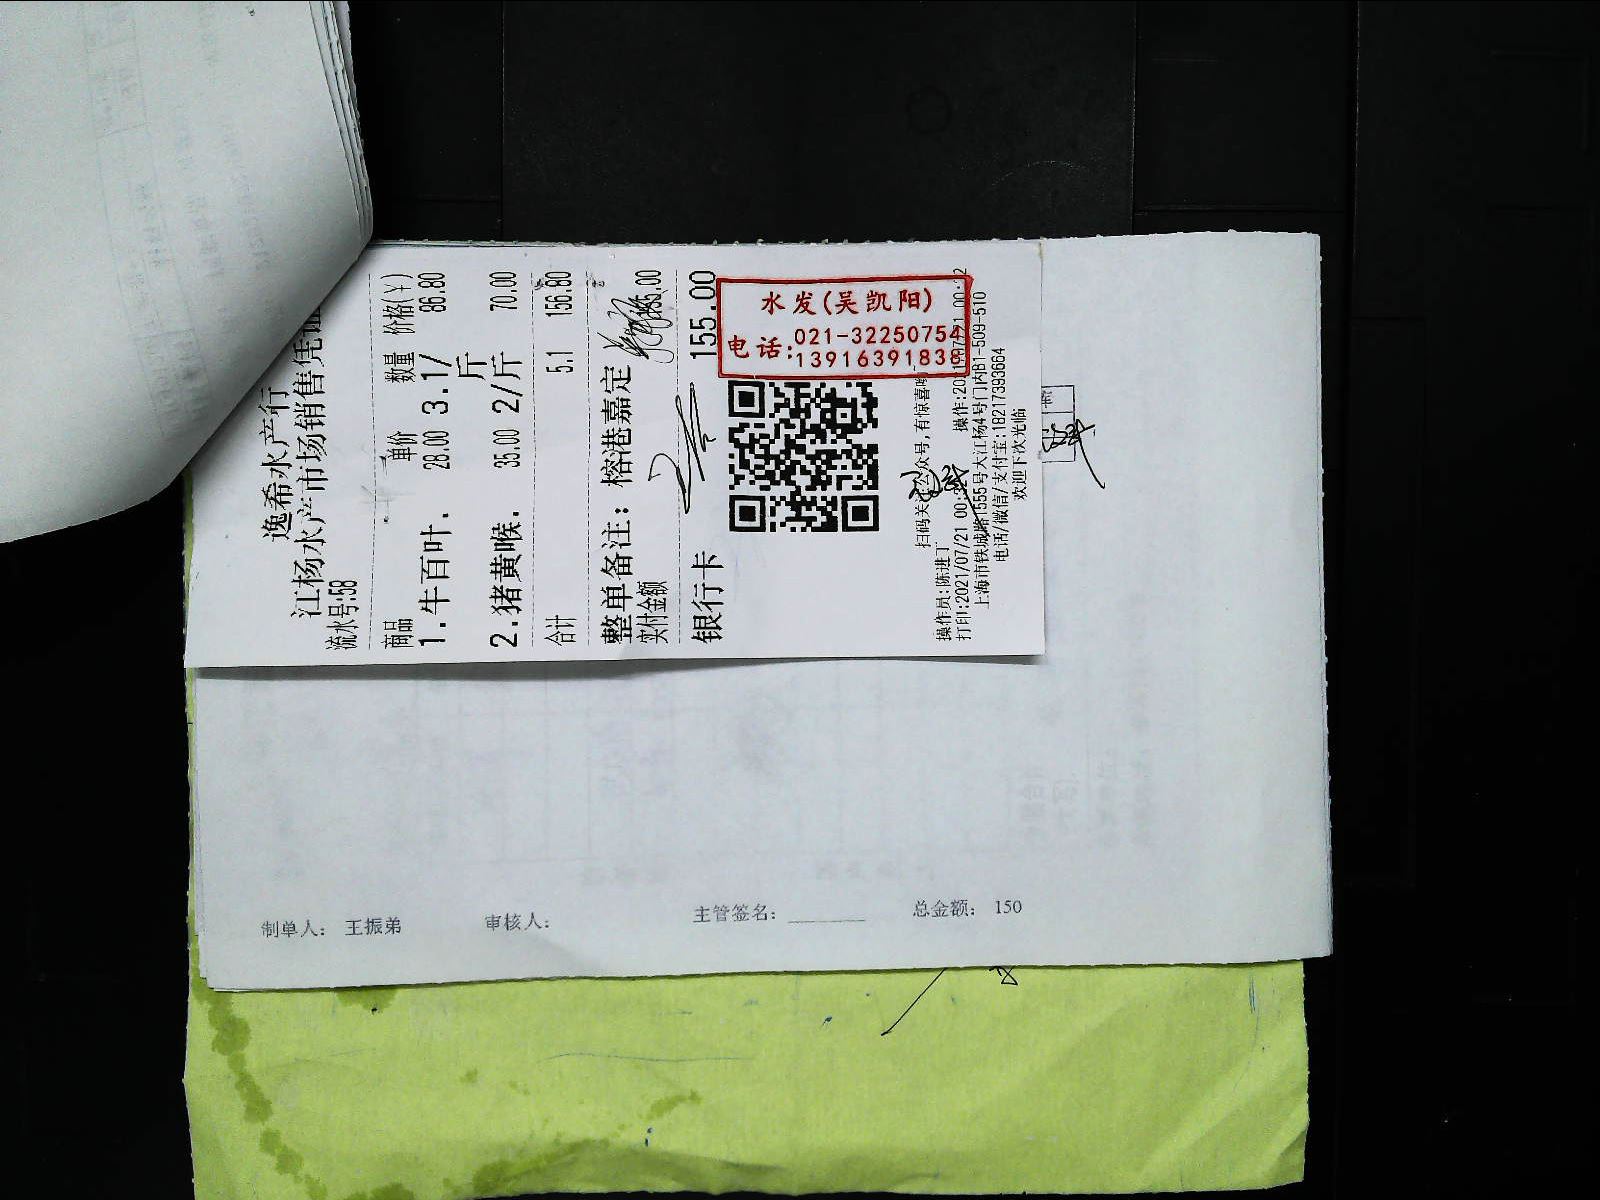 逸希水产行
江杨水产市场销售凭证
流水号:58
商品 单价 数量 价格(￥)
1.牛百叶. 28.00 3.1/斤 86.80
2.猪黄喉. 35.00 2/斤 70.00
合计 5.1 156.80
整单备注: 榕港嘉定
实付金额
银行卡 155.00
水发(吴凯阳)
电话:021-32250754
扫码关注公众号,有惊喜
操作员:陈进丁
打印:2021/07/21
上海市铁城路1555号大江杨4号门内B1-509-510
电话/微信/支付宝:18217393664
欢迎下次光临
制单人: 王振弟 审核人: 主管签名: 总金额: 150